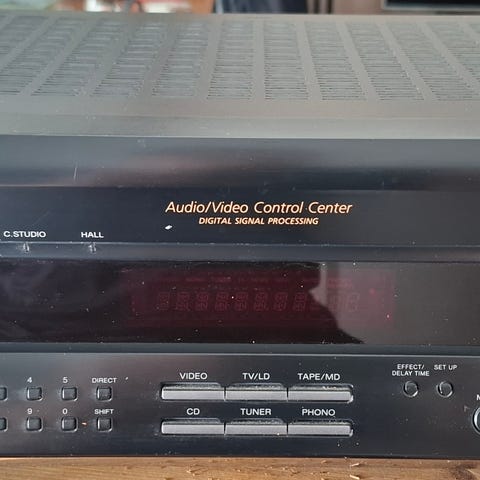 Audio/Video Control Center
DIGITAL SIGNAL PROCESSING
C.STUDIO HALL
VIDEO TV/LD TAPE/MD
EFFECT/
DELAY TIME SET UP
4 5 DIRECT
CD TUNER PHONO
9 0 SHIFT